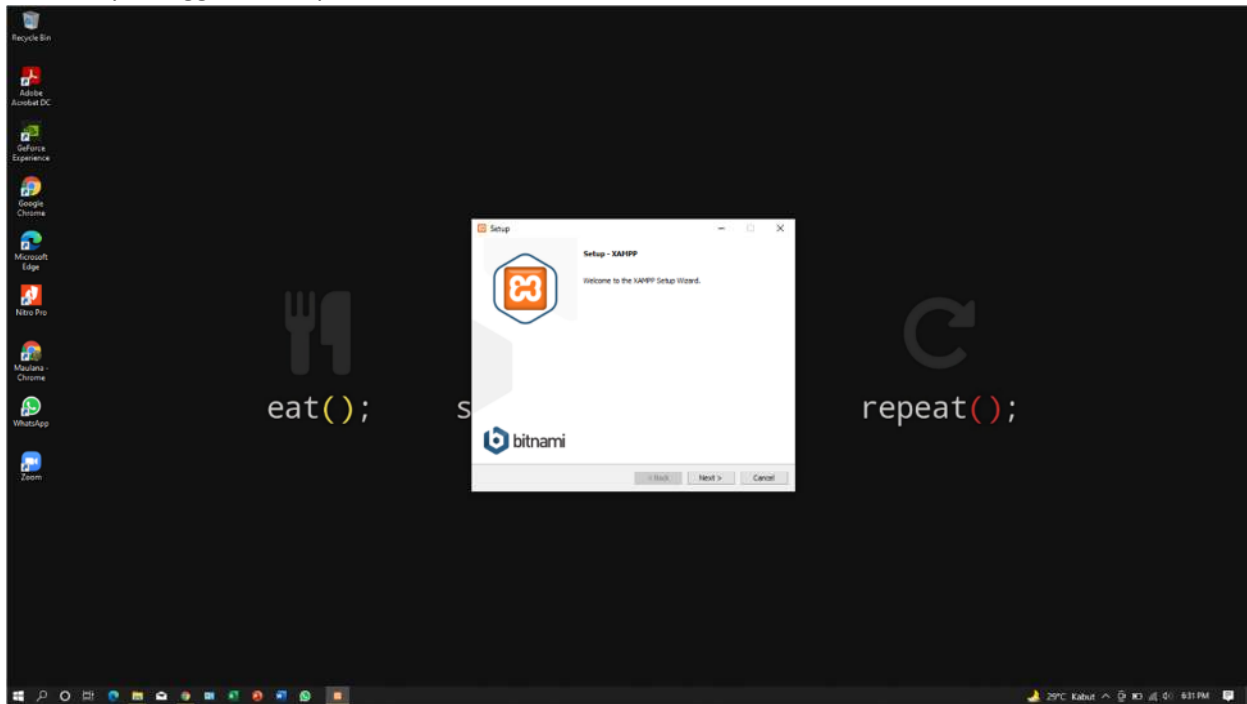 Recycle Bin
Adobe
Acrobat DC
GeForce
Experience
Google
Chrome
Microsoft
Edge
Nitro Pro
Maulana -
Chrome
WhatsApp
Zoom
Setup
Setup - XAMPP
Welcome to the XAMPP Setup Wizard.
bitnami
< Back
Next >
Cancel
eat();
s
repeat();
29°C Kabut
6:31 PM